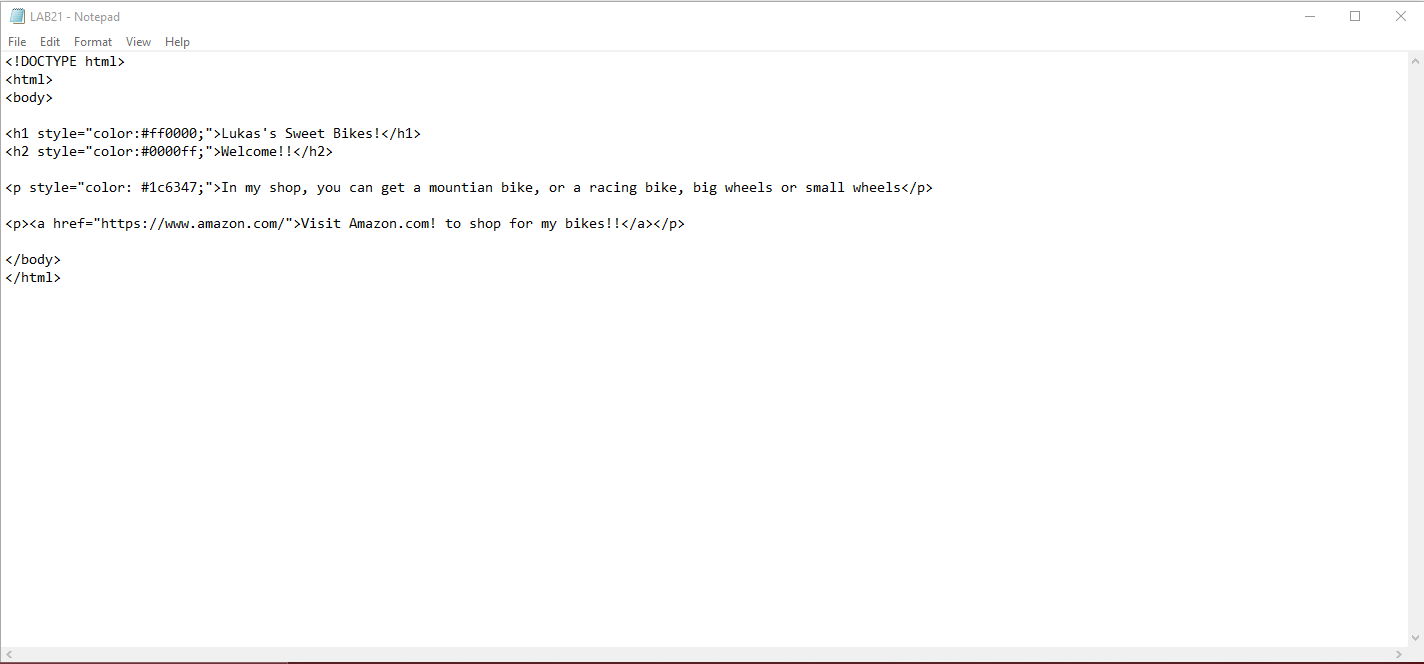 LAB21 - Notepad
File Edit Format View Help
<!DOCTYPE html>
<html>
<body>
<h1 style="color:#ff0000;">Lukas's Sweet Bikes!</h1>
<h2 style="color:#0000ff;">Welcome!!</h2>
<p style="color: #1c6347;">In my shop, you can get a mountian bike, or a racing bike, big wheels or small wheels</p>
<p><a href="https://www.amazon.com/">Visit Amazon.com! to shop for my bikes!!</a></p>
</body>
</html>